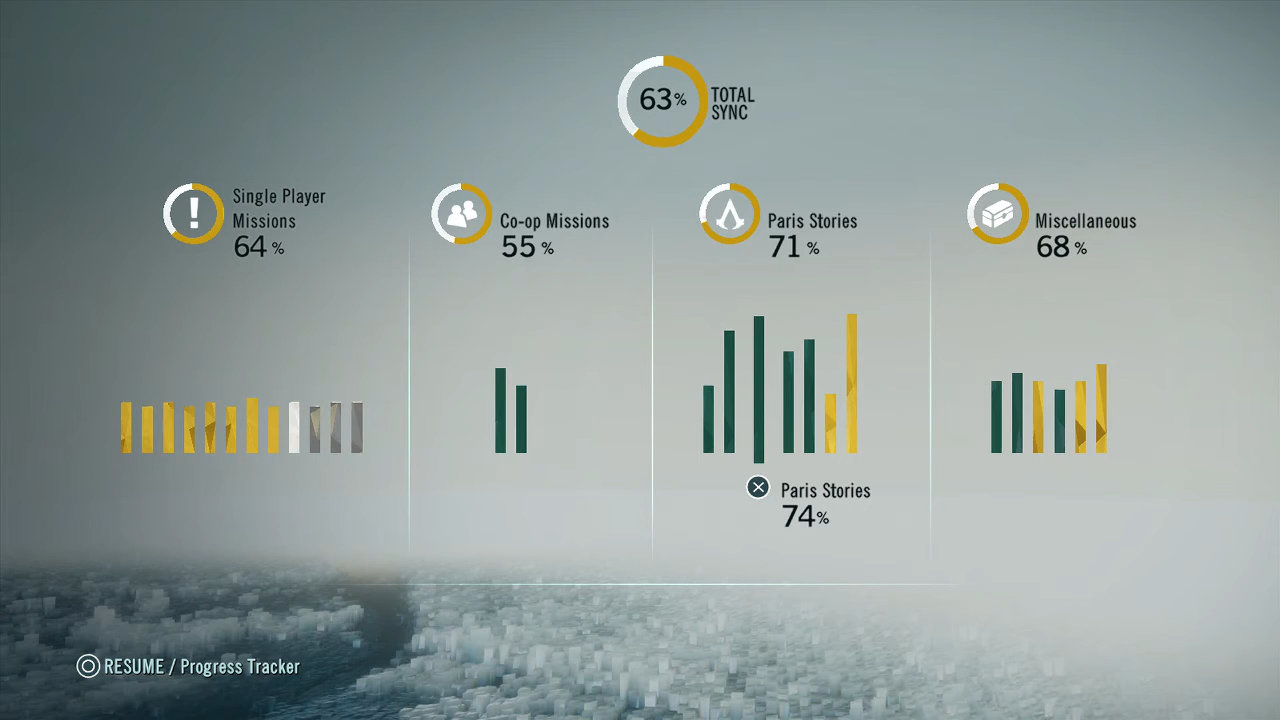 63%
TOTAL
SYNC
Single Player
Missions
64 %
Co-op Missions
55 %
Paris Stories
71 %
Miscellaneous
68 %
Paris Stories
74%
RESUME / Progress Tracker